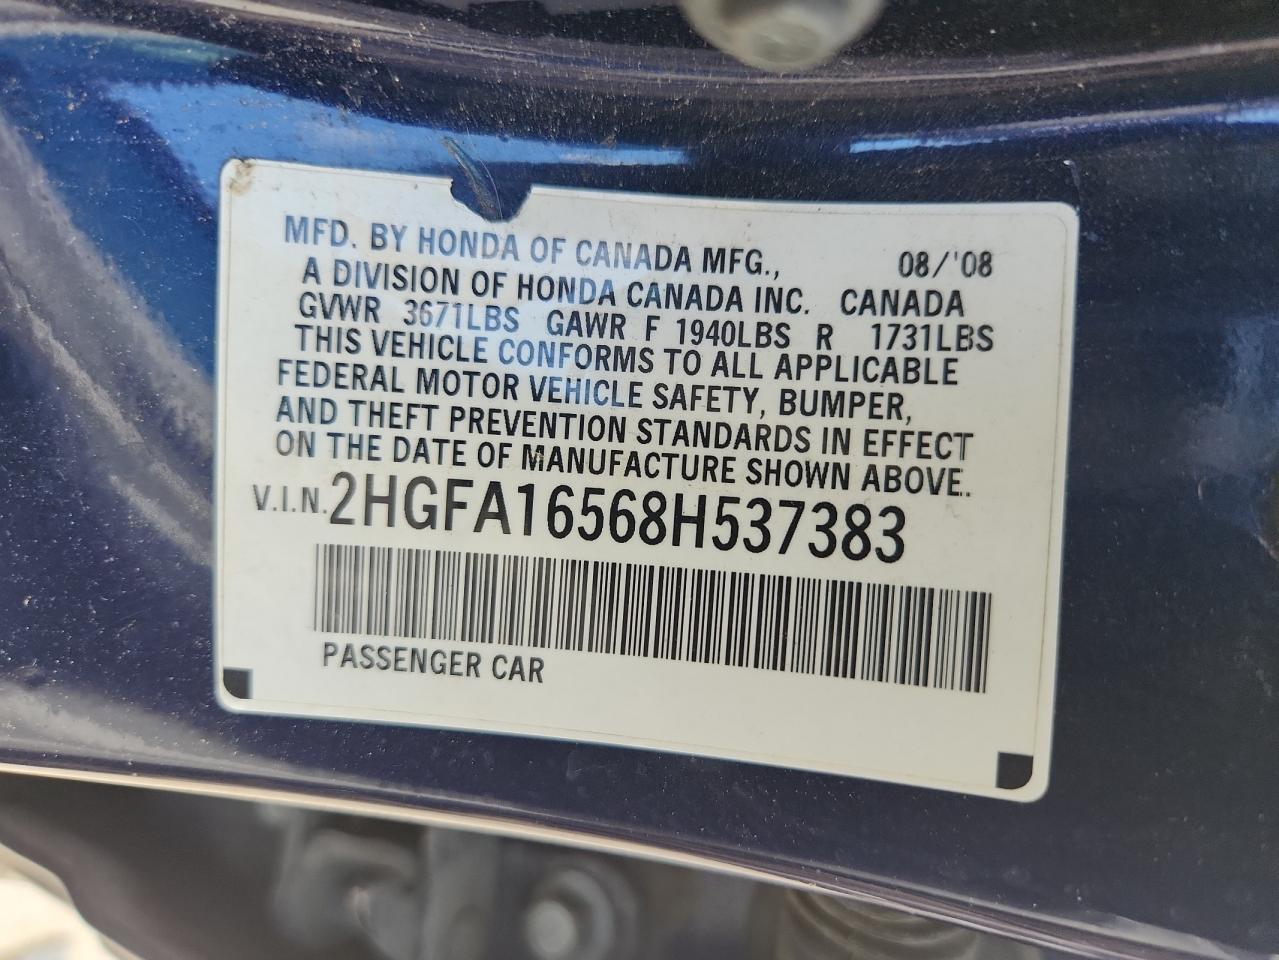 MFD. BY HONDA OF CANADA MFG., 08/'08
A DIVISION OF HONDA CANADA INC. CANADA
GVWR 3671LBS GAWR F 1940LBS R 1731LBS
THIS VEHICLE CONFORMS TO ALL APPLICABLE
FEDERAL MOTOR VEHICLE SAFETY, BUMPER,
AND THEFT PREVENTION STANDARDS IN EFFECT
ON THE DATE OF MANUFACTURE SHOWN ABOVE.
V.I.N. 2HGFA16568H537383
PASSENGER CAR